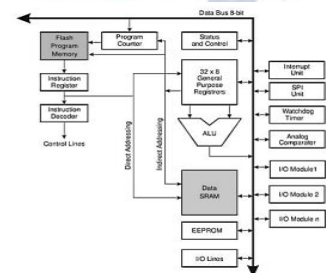 Data Bus 8-bit
Flash
Program
Memory
Program
Counter
Status
and Control
Instruction
Register
32 x 8
General
Purpose
Registrers
Interrupt
Unit
SPI
Unit
Instruction
Decoder
Watchdog
Timer
Direct Addressing
Indirect Addressing
ALU
Analog
Comparator
Control Lines
I/O Module1
Data
SRAM
I/O Module 2
I/O Module n
EEPROM
I/O Lines